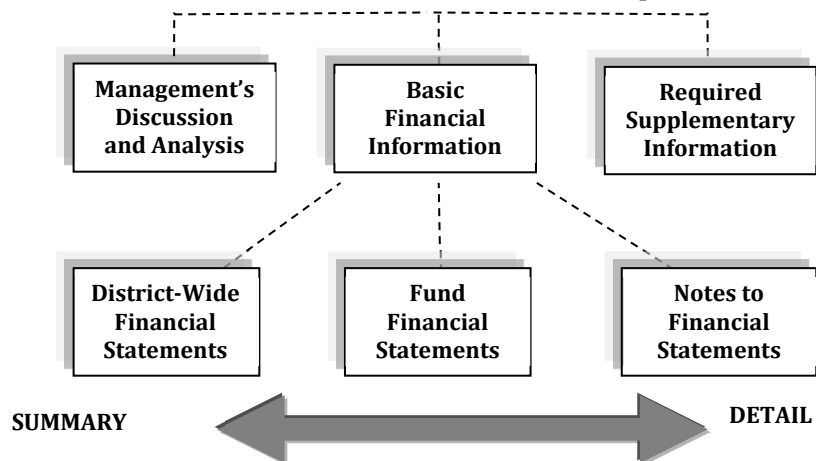 Management’s
Discussion
and Analysis
Basic
Financial
Information
Required
Supplementary
Information
District-Wide
Financial
Statements
Fund
Financial
Statements
Notes to
Financial
Statements
SUMMARY
DETAIL